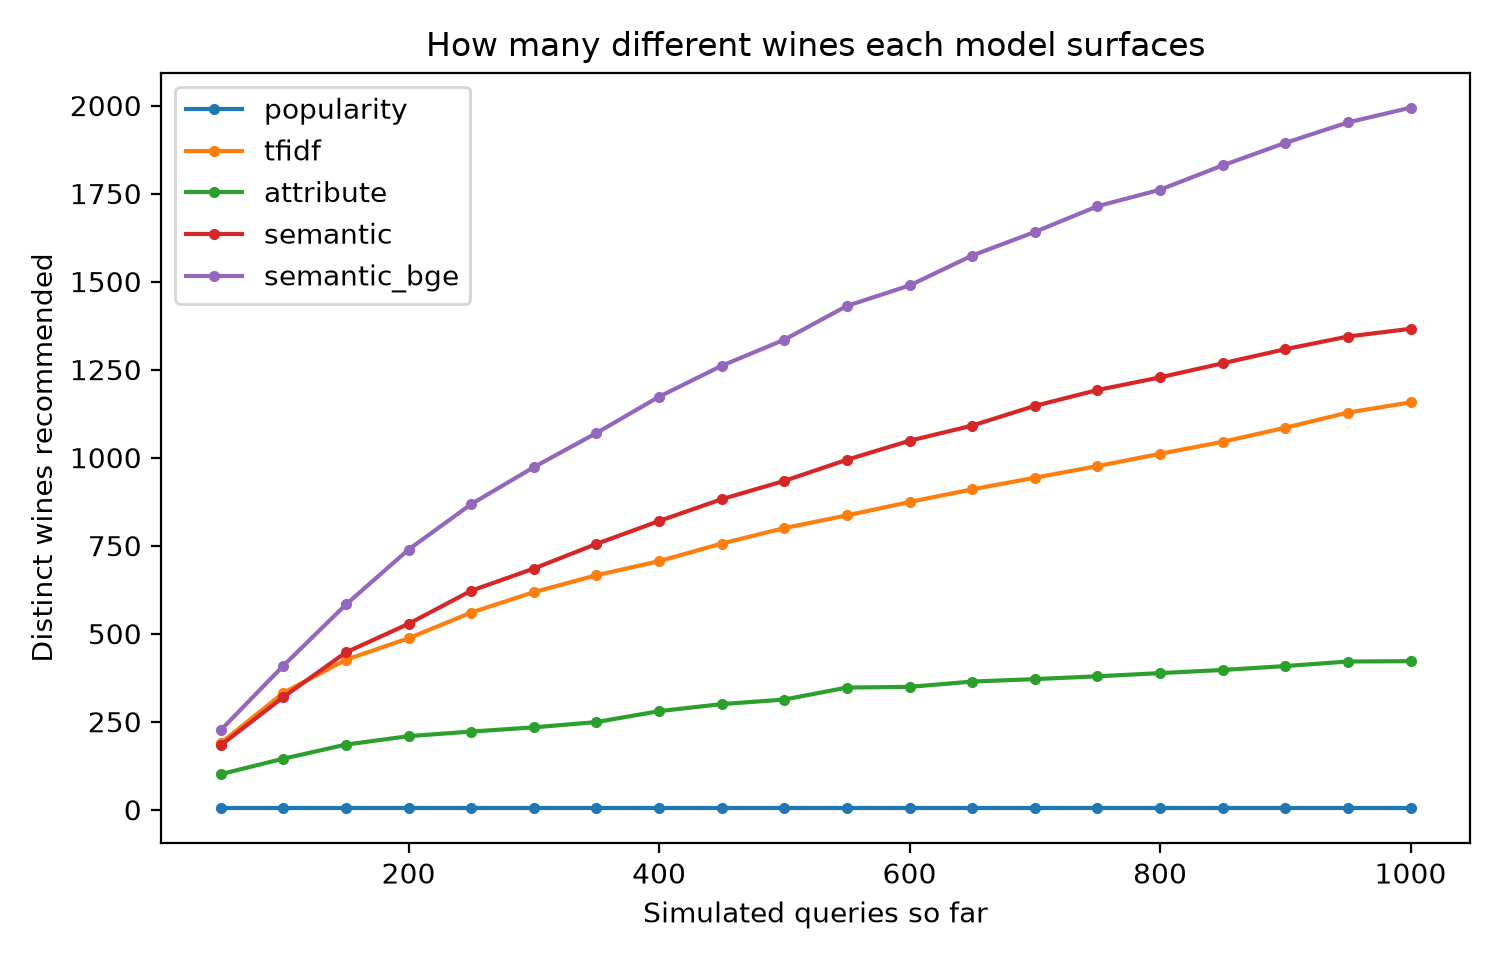 How many different wines each model surfaces
popularity
tfidf
attribute
semantic
semantic_bge
Distinct wines recommended
2000
1750
1500
1250
1000
750
500
250
0
200 400 600 800 1000
Simulated queries so far